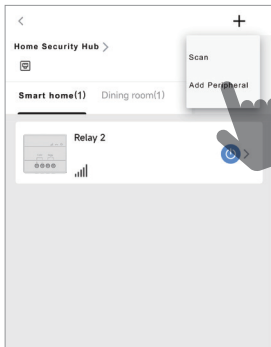 Home Security Hub
Scan
Add Peripheral
Smart home(1) Dining room(1)
Relay 2